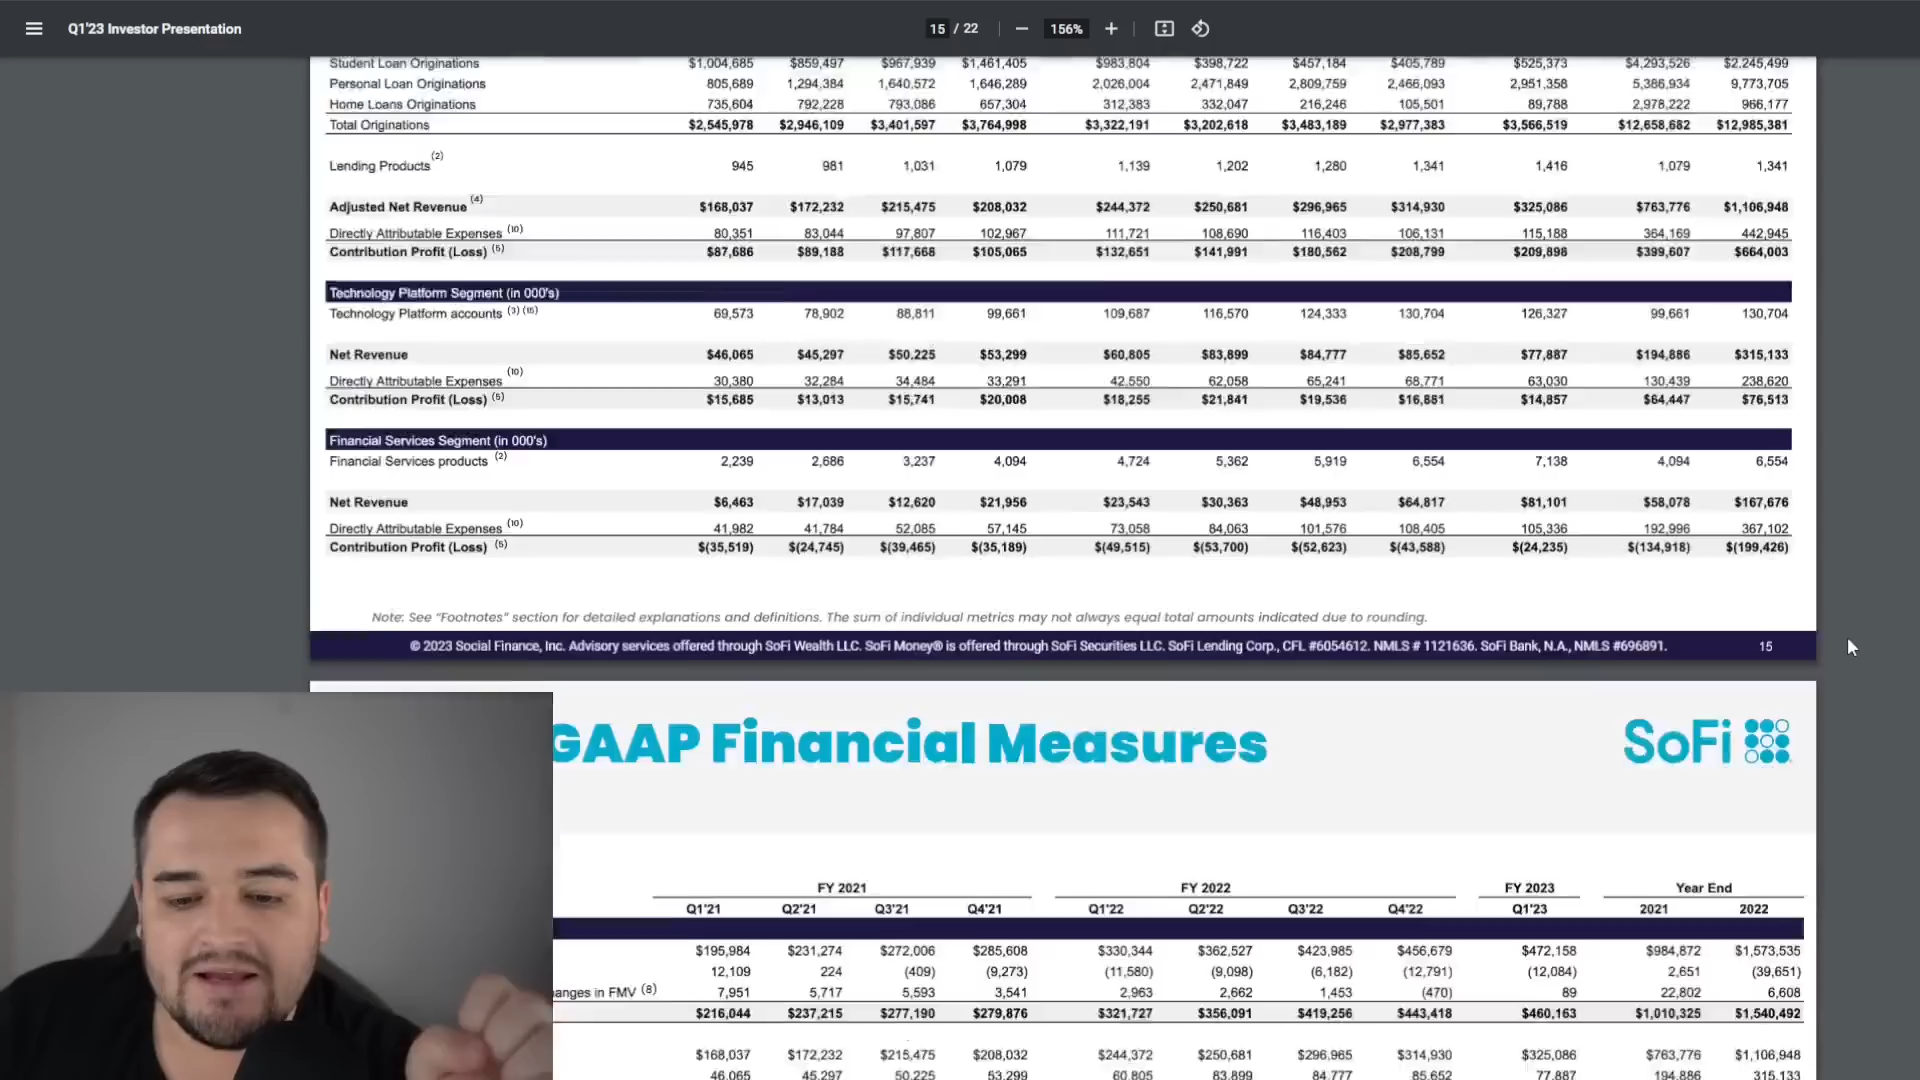 Q1'23 Investor Presentation 15 / 22 156%
Student Loan Originations $1,004,685 $859,497 $967,939 $1,461,405 $983,804 $398,722 $457,184 $405,789 $525,373 $4,293,526 $2,245,499
Personal Loan Originations 805,689 1,294,384 1,640,572 1,646,289 2,026,004 2,471,849 2,809,759 2,466,093 2,951,358 5,386,934 9,773,705
Home Loans Originations 735,604 792,228 793,086 657,304 312,383 332,047 216,246 105,501 89,788 2,978,222 966,177
Total Originations $2,545,978 $2,946,109 $3,401,597 $3,764,998 $3,322,191 $3,202,618 $3,483,189 $2,977,383 $3,566,519 $12,658,682 $12,985,381
Lending Products (2) 945 981 1,031 1,079 1,139 1,202 1,280 1,341 1,416 1,079 1,341
Adjusted Net Revenue (4) $168,037 $172,232 $215,475 $208,032 $244,372 $250,681 $296,965 $314,930 $325,086 $763,776 $1,106,948
Directly Attributable Expenses (10) 80,351 83,044 97,807 102,967 111,721 108,690 116,403 106,131 115,188 364,169 442,945
Contribution Profit (Loss) (5) $87,686 $89,188 $117,668 $105,065 $132,651 $141,991 $180,562 $208,799 $209,898 $399,607 $664,003
Technology Platform Segment (in 000's)
Technology Platform accounts (3) (15) 69,573 78,902 88,811 99,661 109,687 116,570 124,333 130,704 126,327 99,661 130,704
Net Revenue $46,065 $45,297 $50,225 $53,299 $60,805 $83,899 $84,777 $85,652 $77,887 $194,886 $315,133
Directly Attributable Expenses (10) 30,380 32,284 34,484 33,291 42,550 62,058 65,241 68,771 63,030 130,439 238,620
Contribution Profit (Loss) (5) $15,685 $13,013 $15,741 $20,008 $18,255 $21,841 $19,536 $16,881 $14,857 $64,447 $76,513
Financial Services Segment (in 000's)
Financial Services products (2) 2,239 2,686 3,237 4,094 4,724 5,362 5,919 6,554 7,138 4,094 6,554
Net Revenue $6,463 $17,039 $12,620 $21,956 $23,543 $30,363 $48,953 $64,817 $81,101 $58,078 $167,676
Directly Attributable Expenses (10) 41,982 41,784 52,085 57,145 73,058 84,063 101,576 108,405 105,336 192,996 367,102
Contribution Profit (Loss) (5) $(35,519) $(24,745) $(39,465) $(35,189) $(49,515) $(53,700) $(52,623) $(43,588) $(24,235) $(134,918) $(199,426)
Note: See “Footnotes” section for detailed explanations and definitions. The sum of individual metrics may not always equal total amounts indicated due to rounding.
© 2023 Social Finance, Inc. Advisory services offered through SoFi Wealth LLC. SoFi Money® is offered through SoFi Securities LLC. SoFi Lending Corp., CFL #6054612. NMLS # 1121636. SoFi Bank, N.A., NMLS #696891. 15
GAAP Financial Measures SoFi
FY 2021 FY 2022 FY 2023 Year End
Q1'21 Q2'21 Q3'21 Q4'21 Q1'22 Q2'22 Q3'22 Q4'22 Q1'23 2021 2022
$195,984 $231,274 $272,006 $285,608 $330,344 $362,527 $423,985 $456,679 $472,158 $984,872 $1,573,535
12,109 224 (409) (9,273) (11,580) (9,098) (6,182) (12,791) (12,084) 2,651 (39,651)
anges in FMV (8) 7,951 5,717 5,593 3,541 2,963 2,662 1,453 (470) 89 22,802 6,608
$216,044 $237,215 $277,190 $279,876 $321,727 $356,091 $419,256 $443,418 $460,163 $1,010,325 $1,540,492
$168,037 $172,232 $215,475 $208,032 $244,372 $250,681 $296,965 $314,930 $325,086 $763,776 $1,106,948
46,065 45,297 50,225 53,299 60,805 83,899 84,777 85,652 77,887 194,886 315,133